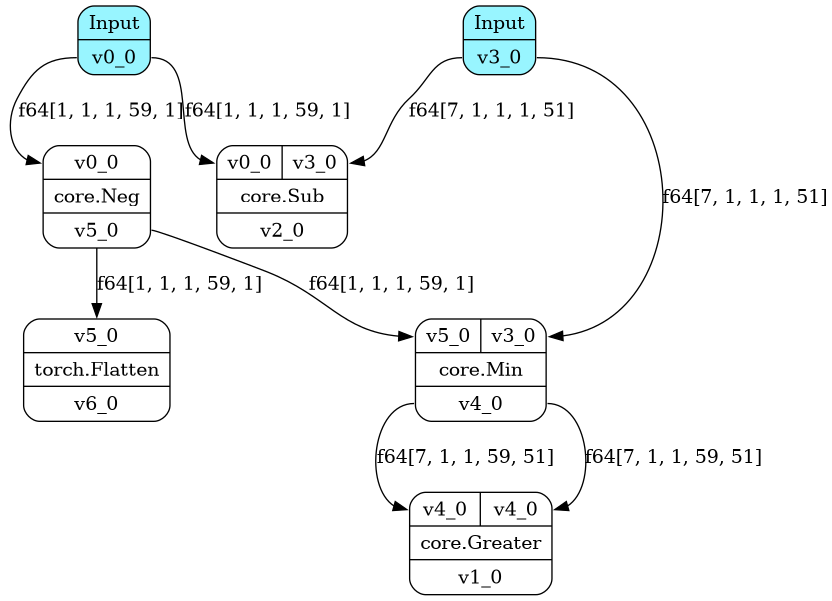 Input
v0_0
Input
v3_0
f64[1, 1, 1, 59, 1]
f64[1, 1, 1, 59, 1]
f64[7, 1, 1, 1, 51]
v0_0
core.Neg
v5_0
v0_0 v3_0
core.Sub
v2_0
f64[7, 1, 1, 1, 51]
f64[1, 1, 1, 59, 1]
f64[1, 1, 1, 59, 1]
v5_0
torch.Flatten
v6_0
v5_0 v3_0
core.Min
v4_0
f64[7, 1, 1, 59, 51]
f64[7, 1, 1, 59, 51]
v4_0 v4_0
core.Greater
v1_0